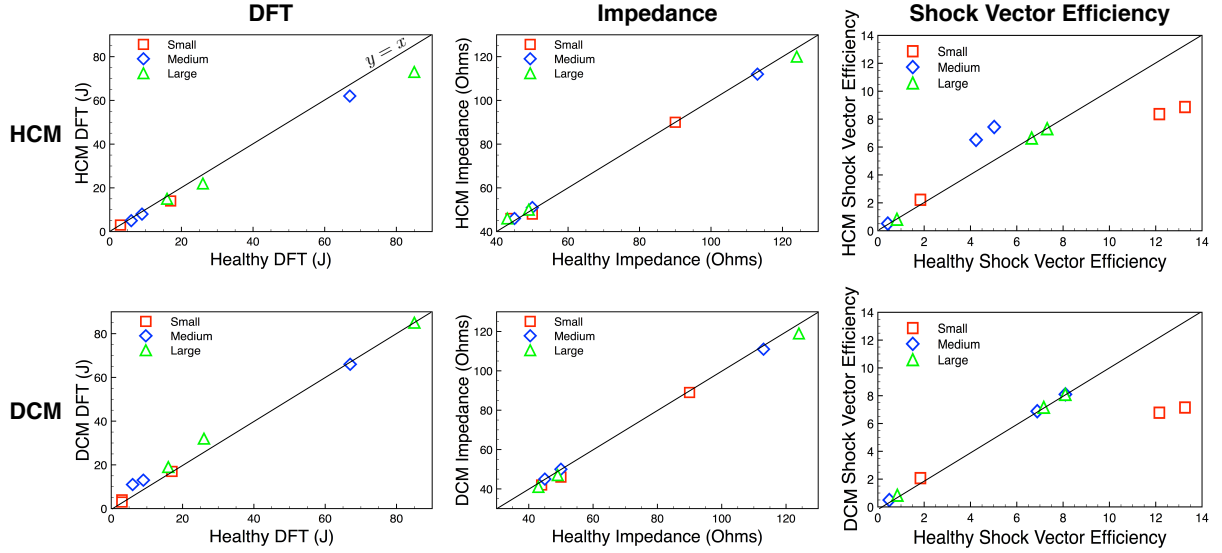 DFT
Impedance
Shock Vector Efficiency
HCM
HCM DFT (J)
80
60
40
20
0
Small
Medium
Large
y = x
0 20 40 60 80
Healthy DFT (J)
HCM Impedance (Ohms)
120
100
80
60
40
Small
Medium
Large
40 60 80 100 120
Healthy Impedance (Ohms)
HCM Shock Vector Efficiency
14
12
10
8
6
4
2
0
Small
Medium
Large
0 2 4 6 8 10 12 14
Healthy Shock Vector Efficiency
DCM
DCM DFT (J)
80
60
40
20
0
Small
Medium
Large
0 20 40 60 80
Healthy DFT (J)
DCM Impedance (Ohms)
120
100
80
60
40
Small
Medium
Large
40 60 80 100 120
Healthy Impedance (Ohms)
DCM Shock Vector Efficiency
14
12
10
8
6
4
2
0
Small
Medium
Large
0 2 4 6 8 10 12 14
Healthy Shock Vector Efficiency